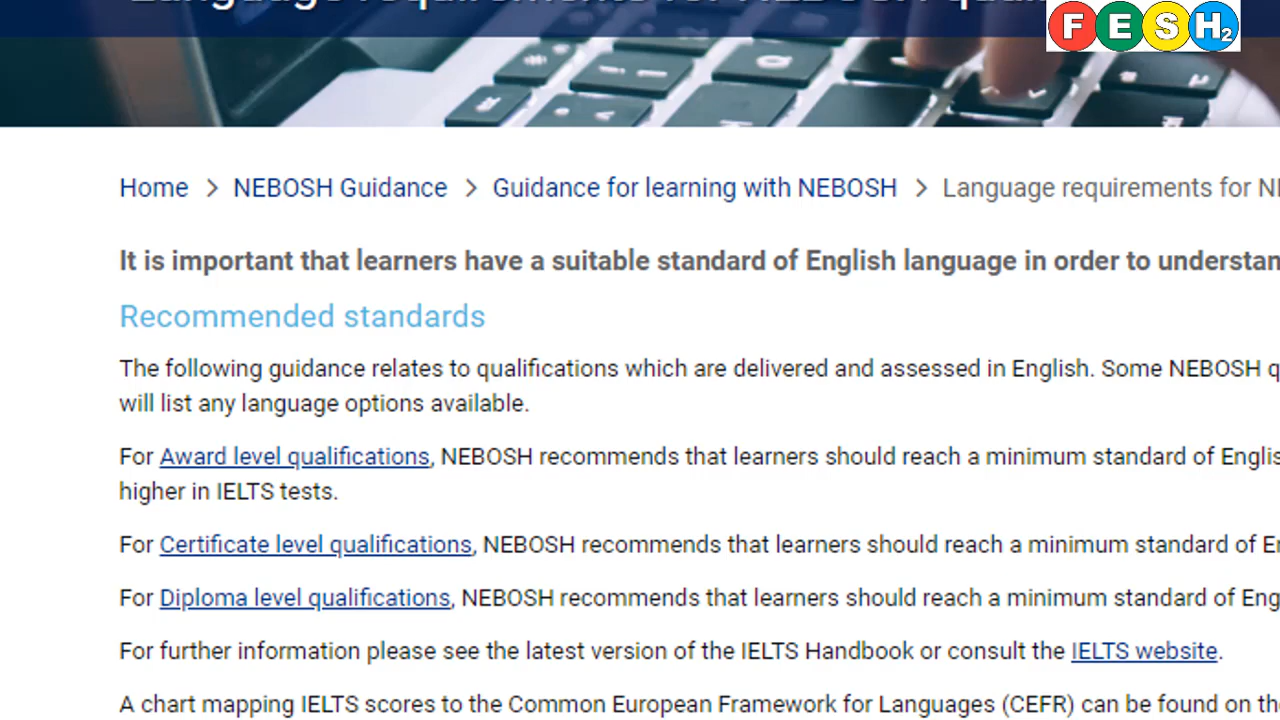 Language requirements for NEBOSH
FESH2
Home > NEBOSH Guidance > Guidance for learning with NEBOSH > Language requirements for
It is important that learners have a suitable standard of English language in order to
Recommended standards
The following guidance relates to qualifications which are delivered and assessed in English. Some NEBOSH
will list any language options available.
For Award level qualifications, NEBOSH recommends that learners should reach a minimum standard of
higher in IELTS tests.
For Certificate level qualifications, NEBOSH recommends that learners should reach a minimum standard of
For Diploma level qualifications, NEBOSH recommends that learners should reach a minimum standard of
For further information please see the latest version of the IELTS Handbook or consult the IELTS website.
A chart mapping IELTS scores to the Common European Framework for Languages (CEFR) can be found on